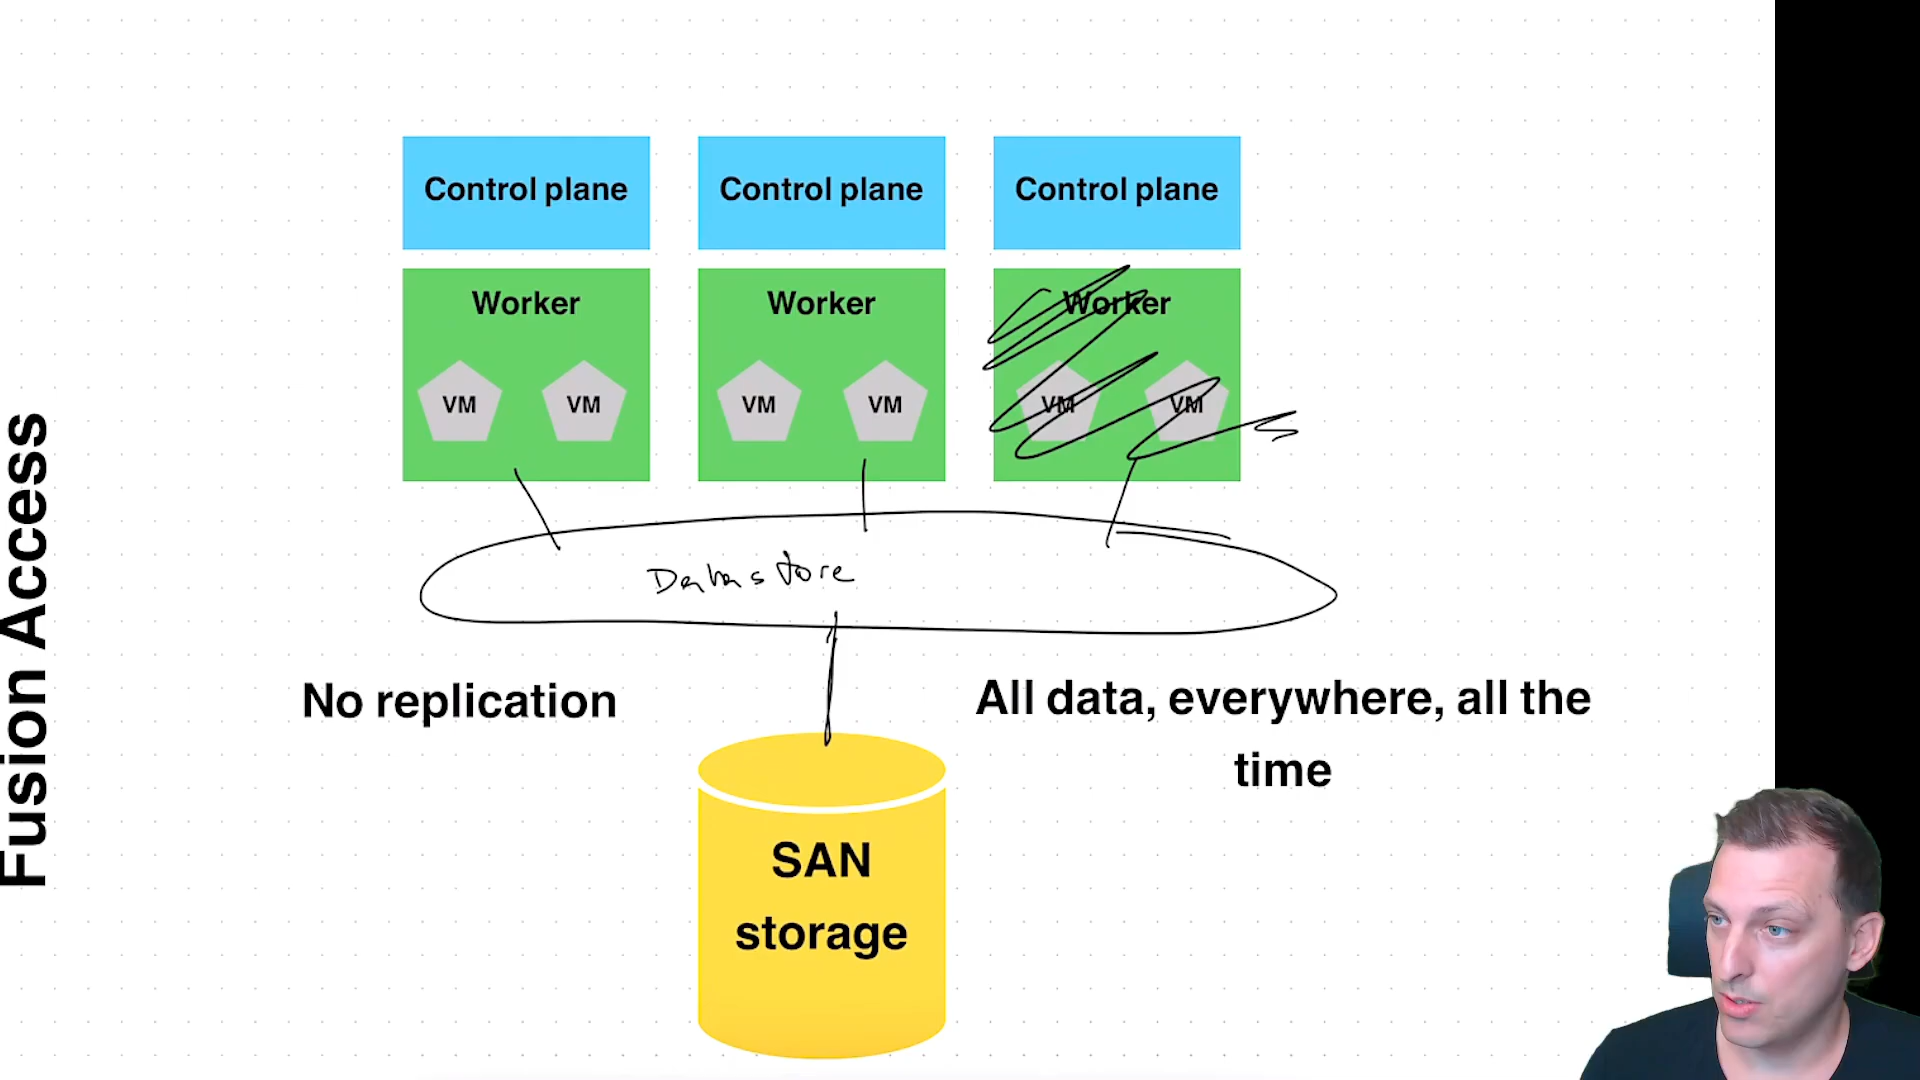 Fusion Access
Control plane
Control plane
Control plane
Worker
Worker
Worker
VM
VM
VM
VM
VM
VM
Datastore
No replication
All data, everywhere, all the
time
SAN
storage